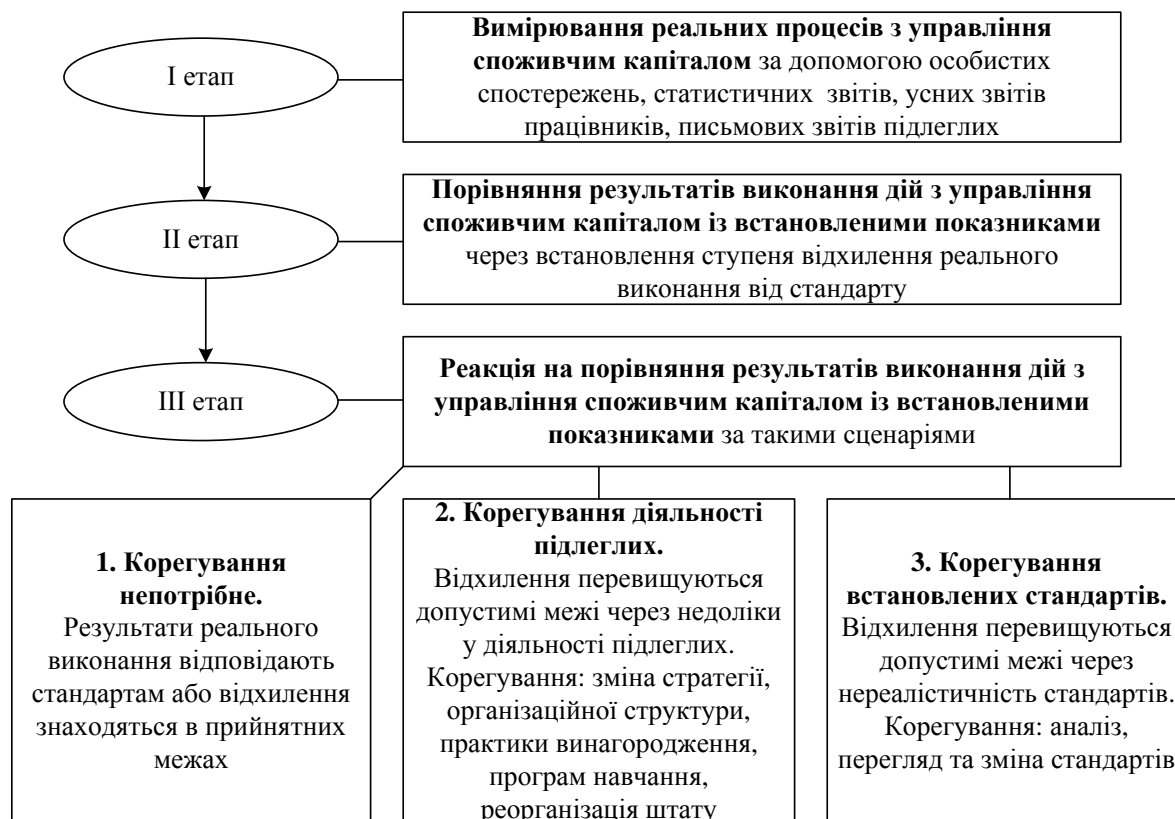 І етап
Вимірювання реальних процесів з управління
споживчим капіталом за допомогою особистих
спостережень, статистичних звітів, усних звітів
працівників, письмових звітів підлеглих
ІІ етап
Порівняння результатів виконання дій з управління
споживчим капіталом із встановленими показниками
через встановлення ступеня відхилення реального
виконання від стандарту
ІІІ етап
Реакція на порівняння результатів виконання дій з
управління споживчим капіталом із встановленими
показниками за такими сценаріями
1. Корегування
непотрібне.
Результати реального
виконання відповідають
стандартам або відхилення
знаходяться в прийнятних
межах
2. Корегування діяльності
підлеглих.
Відхилення перевищуються
допустимі межі через недоліки
у діяльності підлеглих.
Корегування: зміна стратегії,
організаційної структури,
практики винагородження,
програм навчання,
реорганізація штату
3. Корегування
встановлених стандартів.
Відхилення перевищуються
допустимі межі через
нереалістичність стандартів.
Корегування: аналіз,
перегляд та зміна стандартів